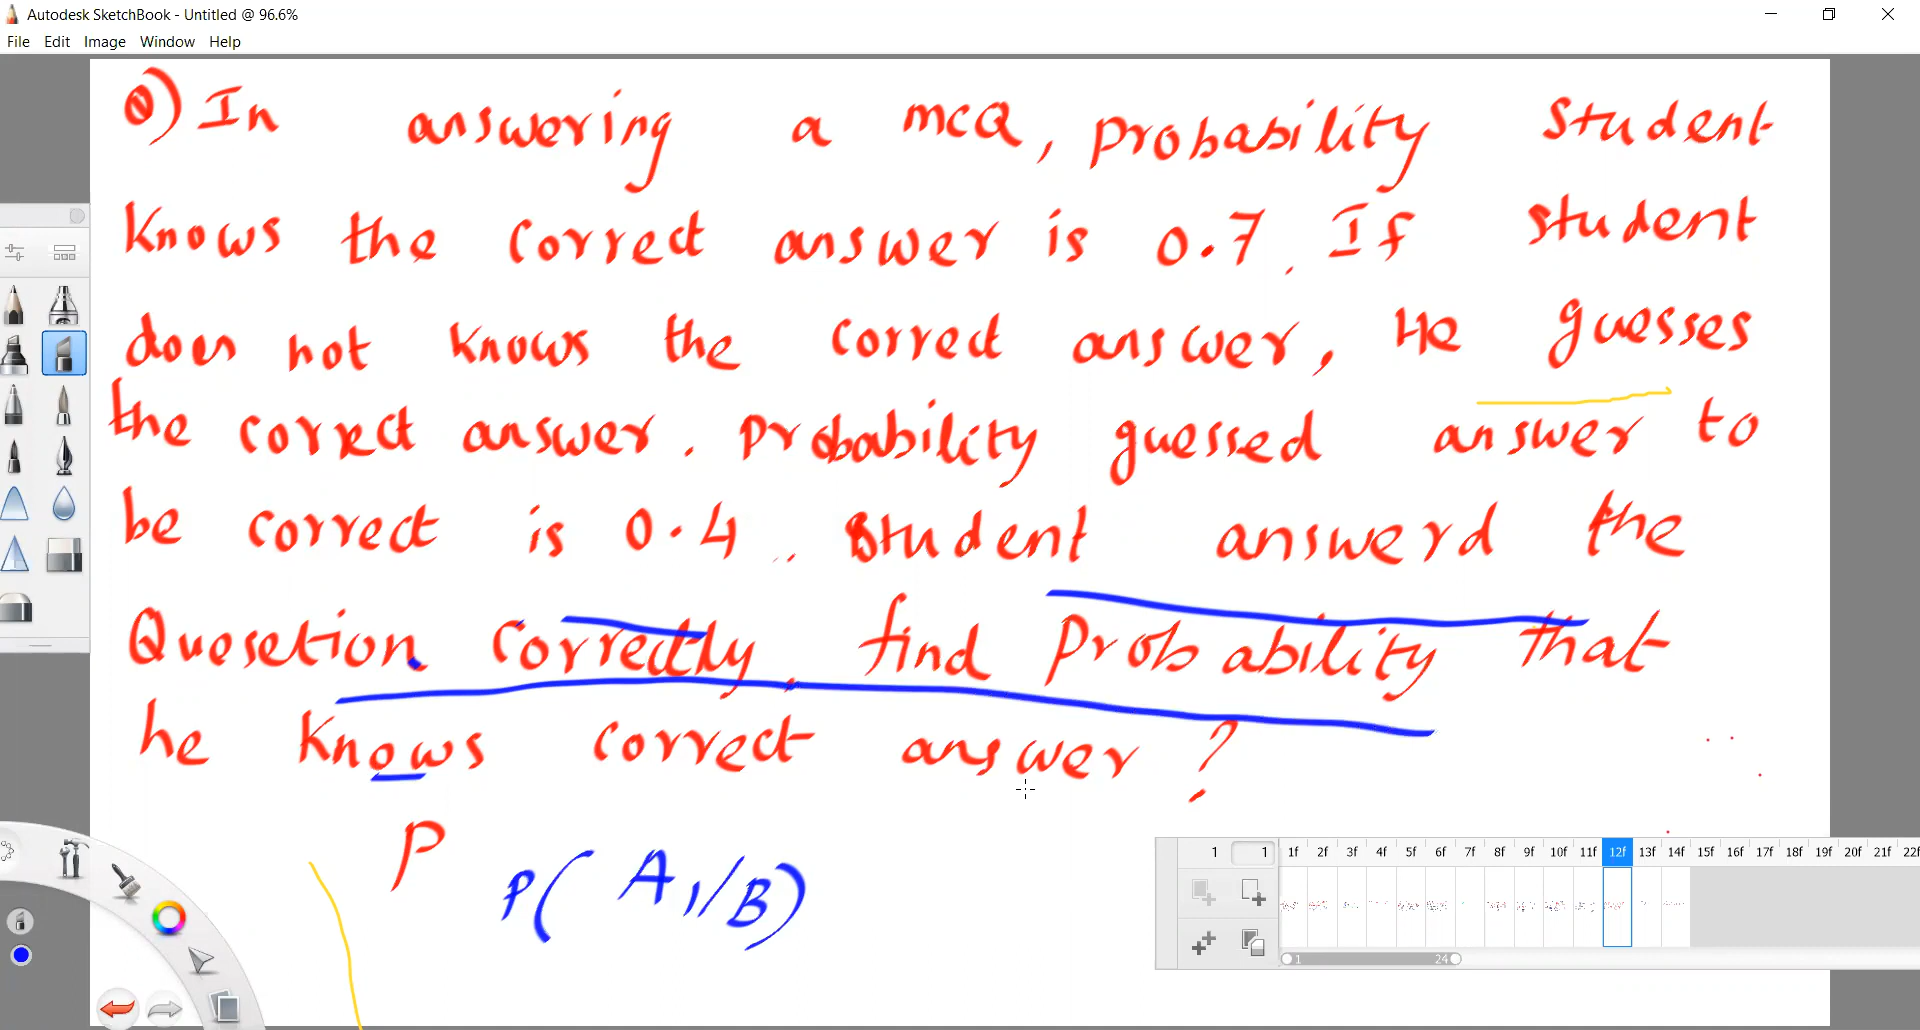 Autodesk SketchBook - Untitled @ 96.6%
File Edit Image Window Help
Q) In answering a mcQ, probability student
knows the correct answer is 0.7. If student
does not knows the correct answer, He guesses
the correct answer. probability guessed answer to
be correct is 0.4. Student answerd the
Quesetion correctly, find probability that
he knows correct answer?
P P(A1/B)
1 1 1f 2f 3f 4f 5f 6f 7f 8f 9f 10f 11f 12f 13f 14f 15f 16f 17f 18f 19f 20f 21f 22f
1 24